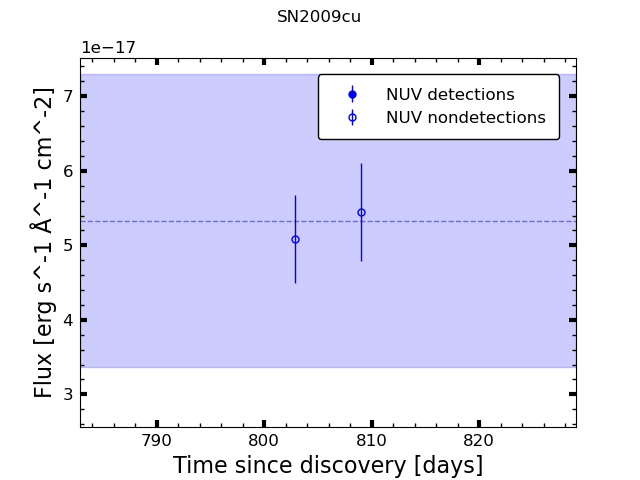 SN2009cu
1e−17
7
6
5
4
3
Flux [erg s^-1 Å^-1 cm^-2]
NUV detections
NUV nondetections
790 800 810 820
Time since discovery [days]